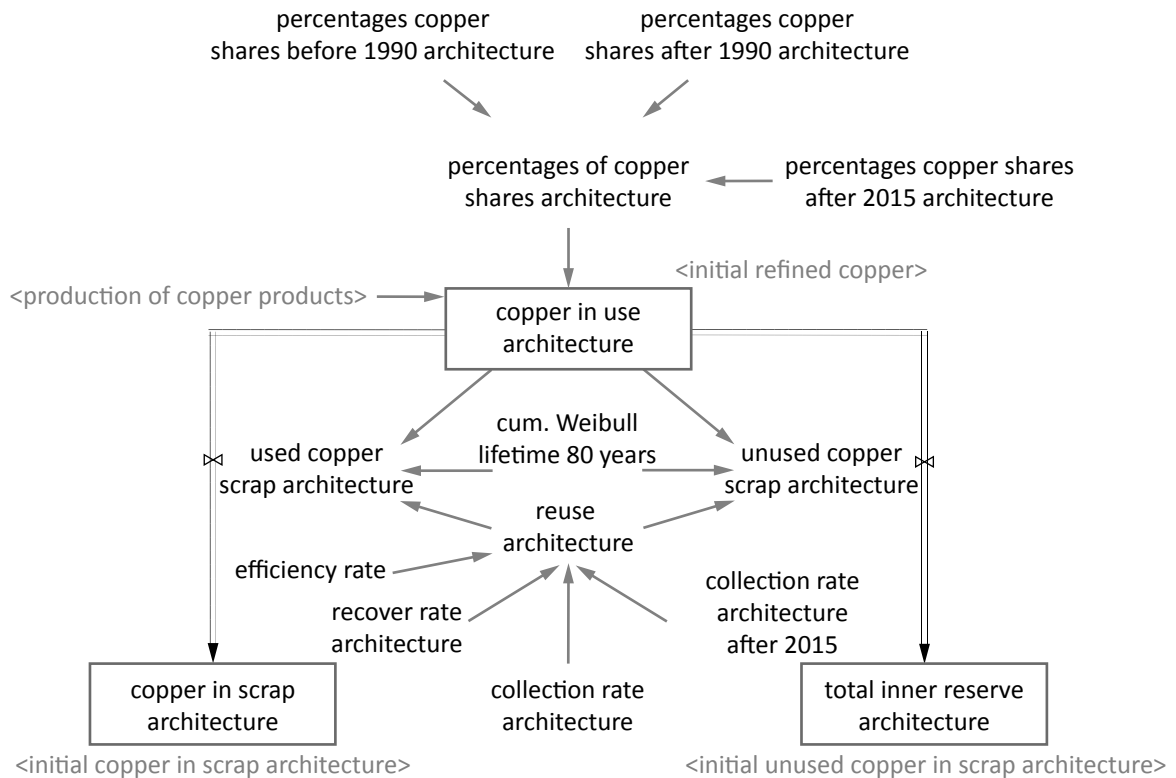 percentages copper
shares before 1990 architecture
percentages copper
shares after 1990 architecture
percentages of copper
shares architecture
percentages copper shares
after 2015 architecture
<initial refined copper>
<production of copper products>
copper in use
architecture
cum. Weibull
lifetime 80 years
used copper
scrap architecture
unused copper
scrap architecture
reuse
architecture
efficiency rate
recover rate
architecture
collection rate
architecture
after 2015
collection rate
architecture
copper in scrap
architecture
total inner reserve
architecture
<initial copper in scrap architecture>
<initial unused copper in scrap architecture>